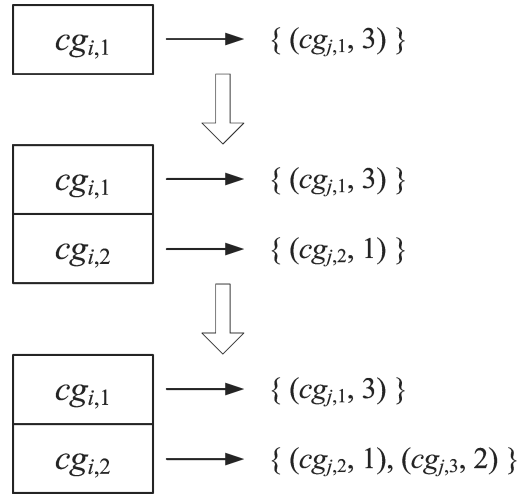 cg_{i,1} { (cg_{j,1}, 3) }
cg_{i,1} { (cg_{j,1}, 3) }
cg_{i,2} { (cg_{j,2}, 1) }
cg_{i,1} { (cg_{j,1}, 3) }
cg_{i,2} { (cg_{j,2}, 1), (cg_{j,3}, 2) }